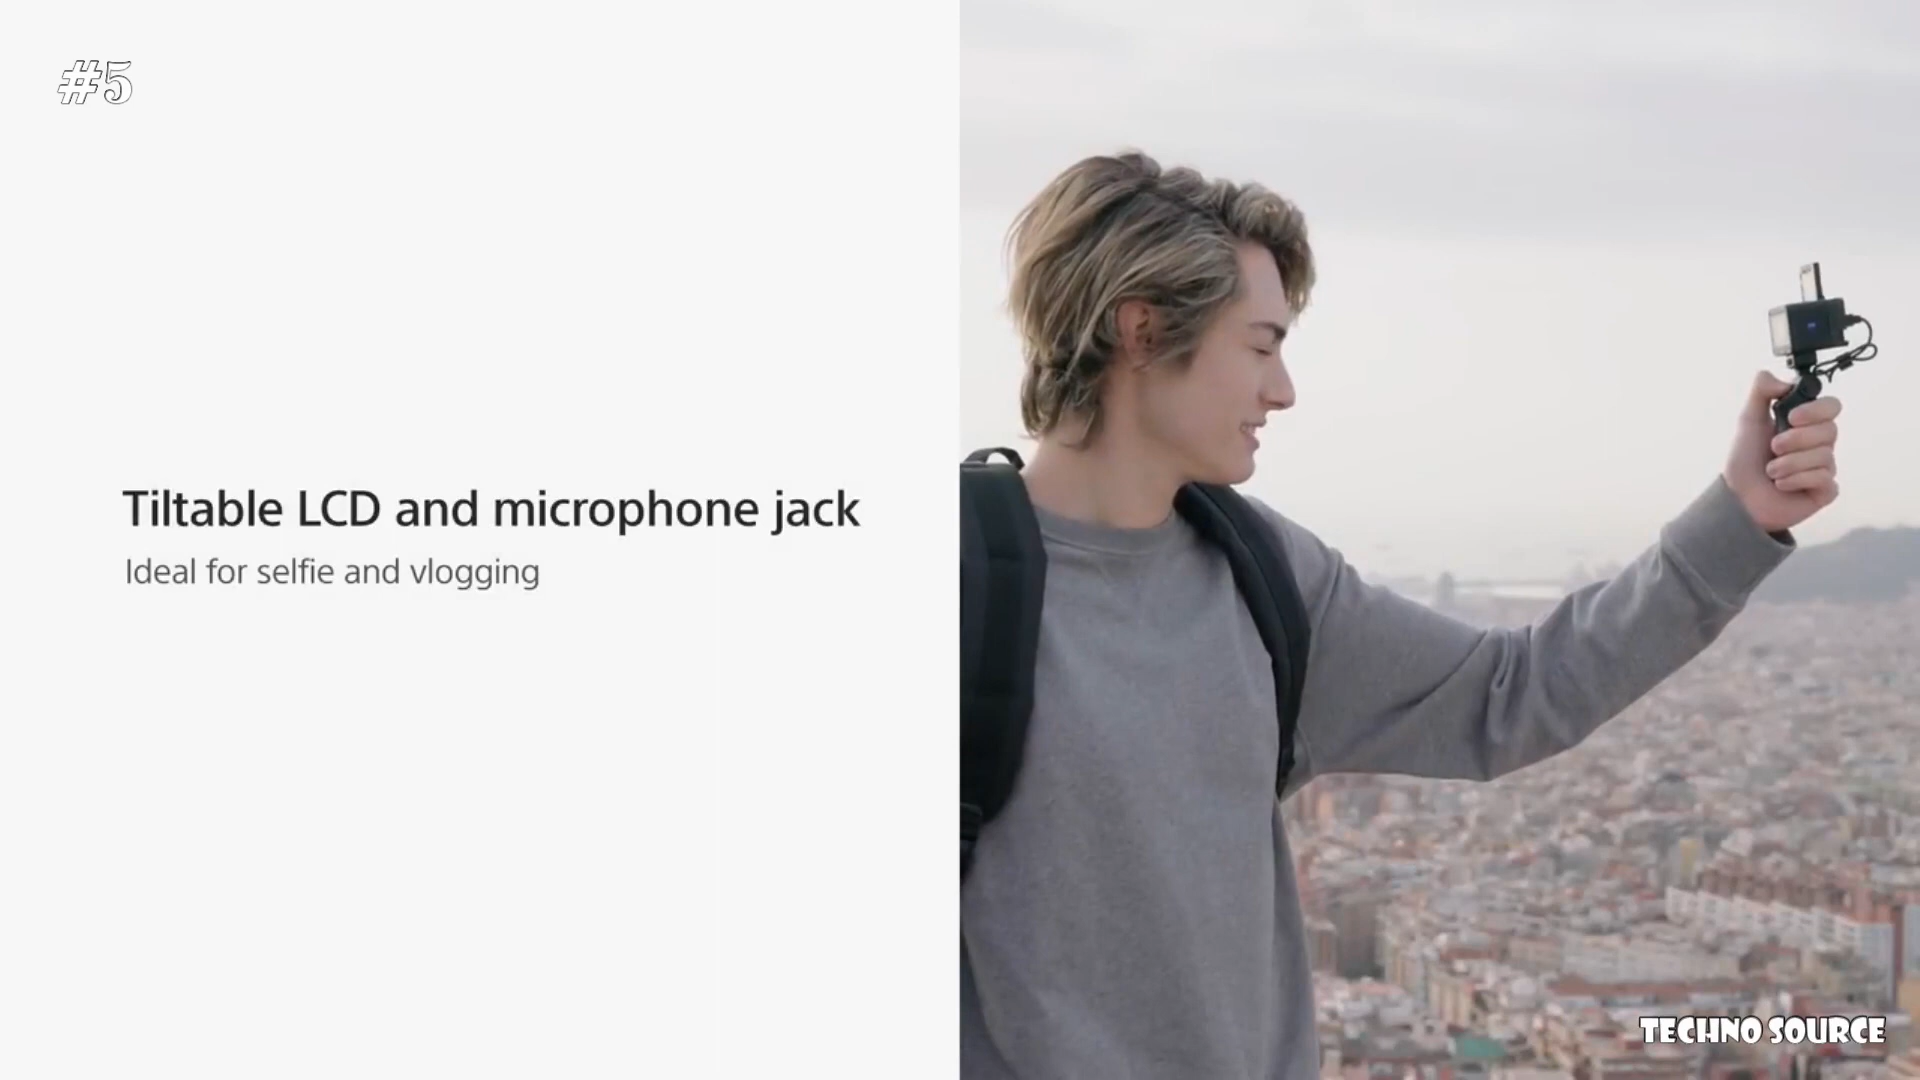 #5
Tiltable LCD and microphone jack
Ideal for selfie and vlogging
TECHNO SOURCE